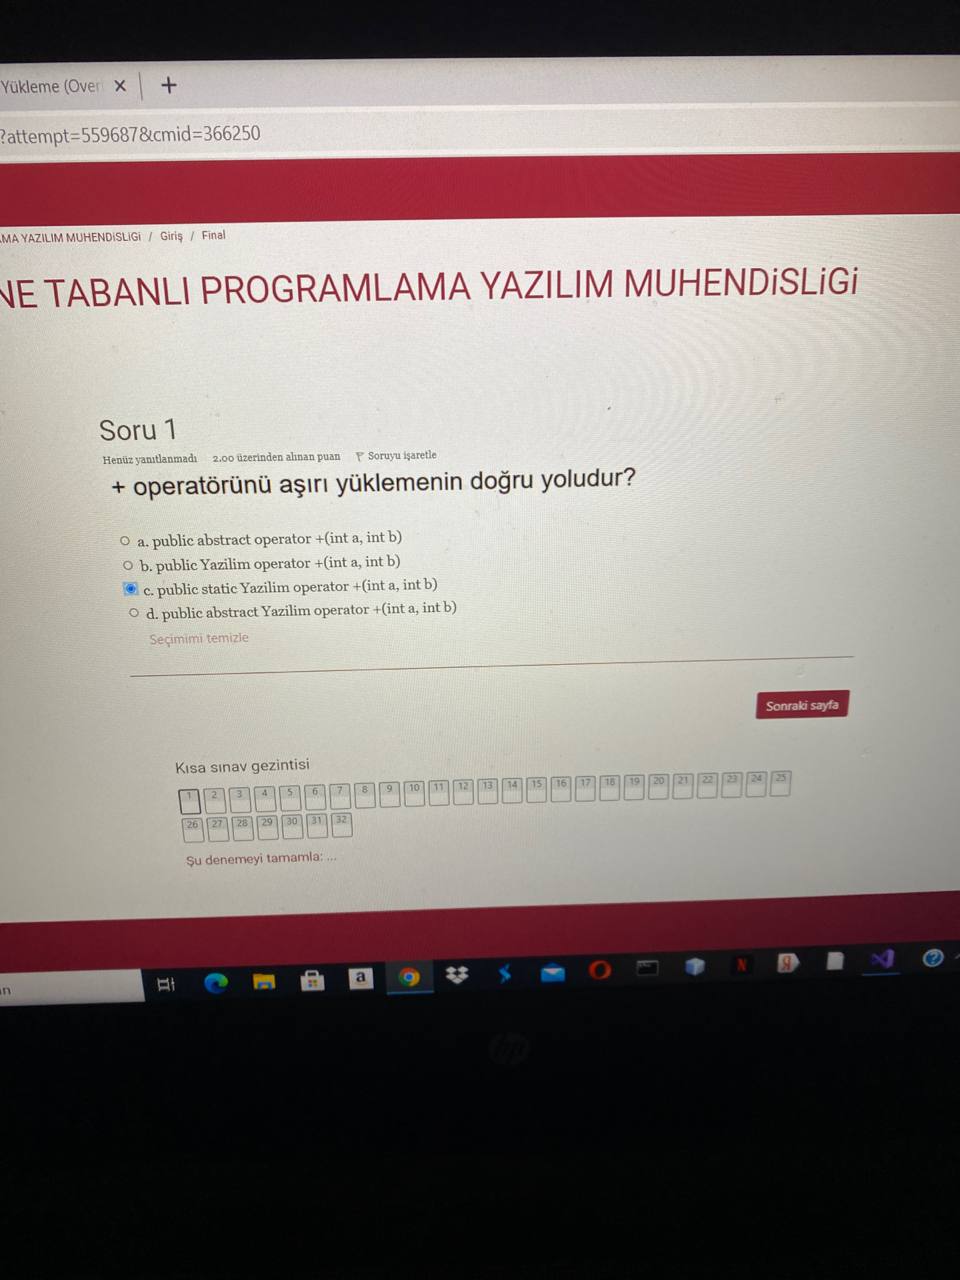 Yükleme (Over
?attempt=559687&cmid=366250
AMA YAZILIM MUHENDiSLiGi / Giriş / Final
NE TABANLI PROGRAMLAMA YAZILIM MUHENDiSLiGi
Soru 1
Henüz yanıtlanmadı 2.00 üzerinden alınan puan Soruyu işaretle
+ operatörünü aşırı yüklemenin doğru yoludur?
a. public abstract operator +(int a, int b)
b. public Yazilim operator +(int a, int b)
c. public static Yazilim operator +(int a, int b)
d. public abstract Yazilim operator +(int a, int b)
Seçimimi temizle
Sonraki sayfa
Kısa sınav gezintisi
1 2 3 4 5 6 7 8 9 10 11 12 13 14 15 16 17 18 19 20 21 22 23 24 25
26 27 28 29 30 31 32
Şu denemeyi tamamla: ...
a N Я ?
hp